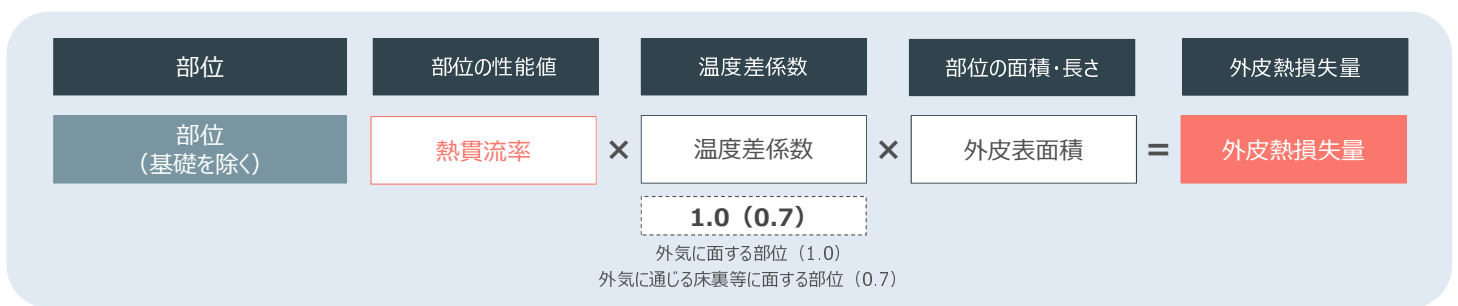 部位 部位の性能値 温度差係数 部位の面積・長さ 外皮熱損失量
部位
（基礎を除く）
熱貫流率 × 温度差係数 × 外皮表面積 = 外皮熱損失量
1.0（0.7）
外気に面する部位（1.0）
外気に通じる床裏等に面する部位（0.7）